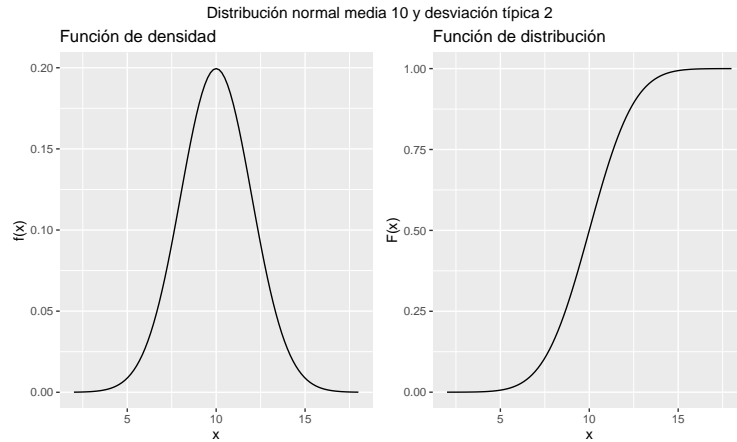 Distribución normal media 10 y desviación típica 2
Función de densidad
f(x)
0.20
0.15
0.10
0.05
0.00
5 10 15
x
Función de distribución
F(x)
1.00
0.75
0.50
0.25
0.00
5 10 15
x